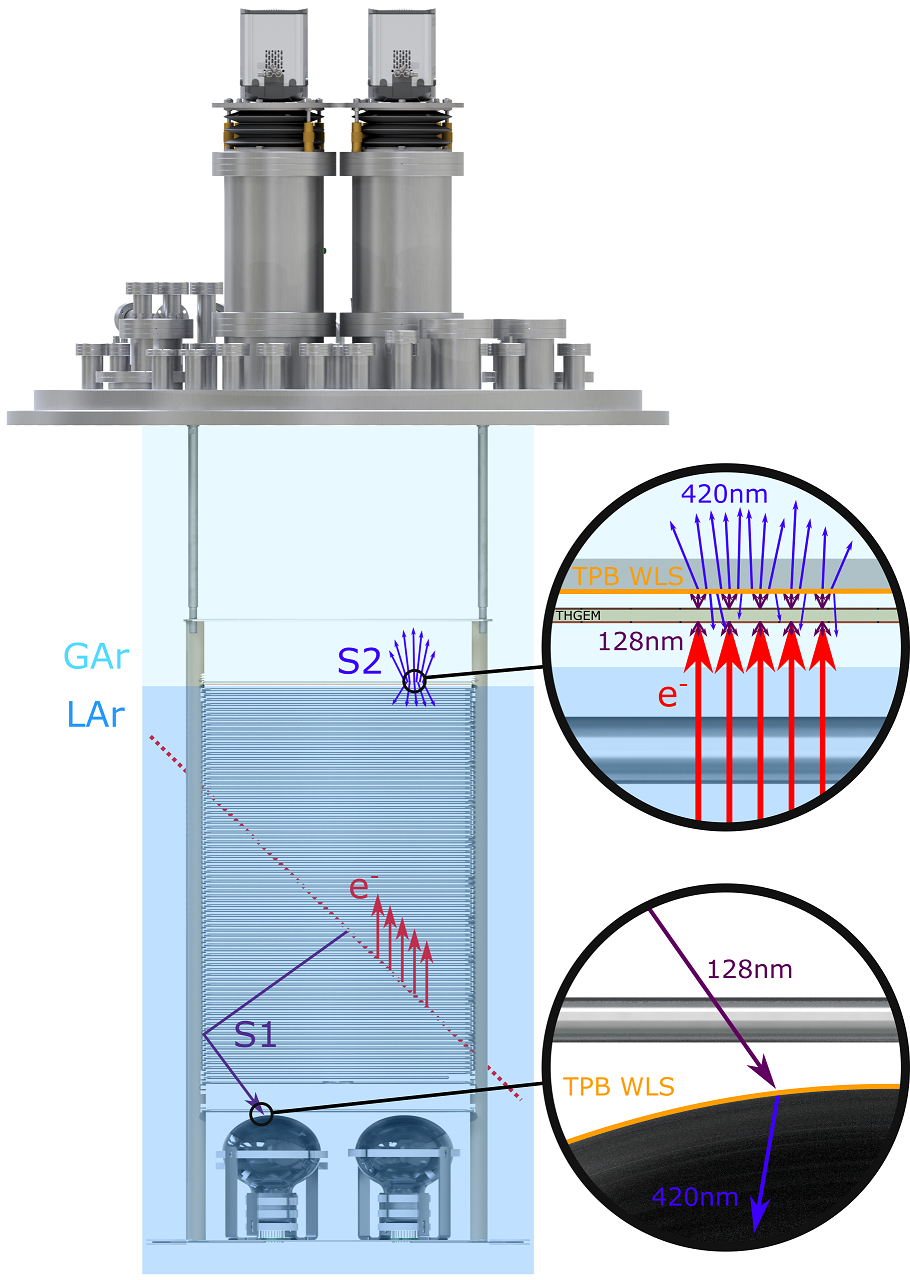 420nm
TPB WLS
THGEM
128nm
e-
GAr
S2
LAr
e-
128nm
S1
TPB WLS
420nm